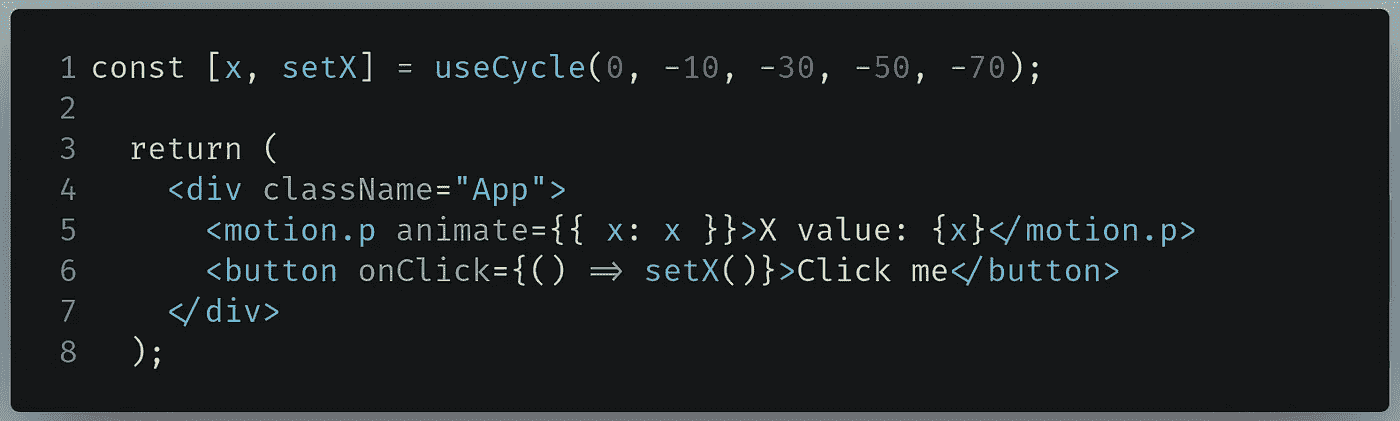 1 const [x, setX] = useCycle(0, -10, -30, -50, -70);
2
3   return (
4     <div className="App">
5       <motion.p animate={{ x: x }}>X value: {x}</motion.p>
6       <button onClick={() => setX()}>Click me</button>
7     </div>
8   );